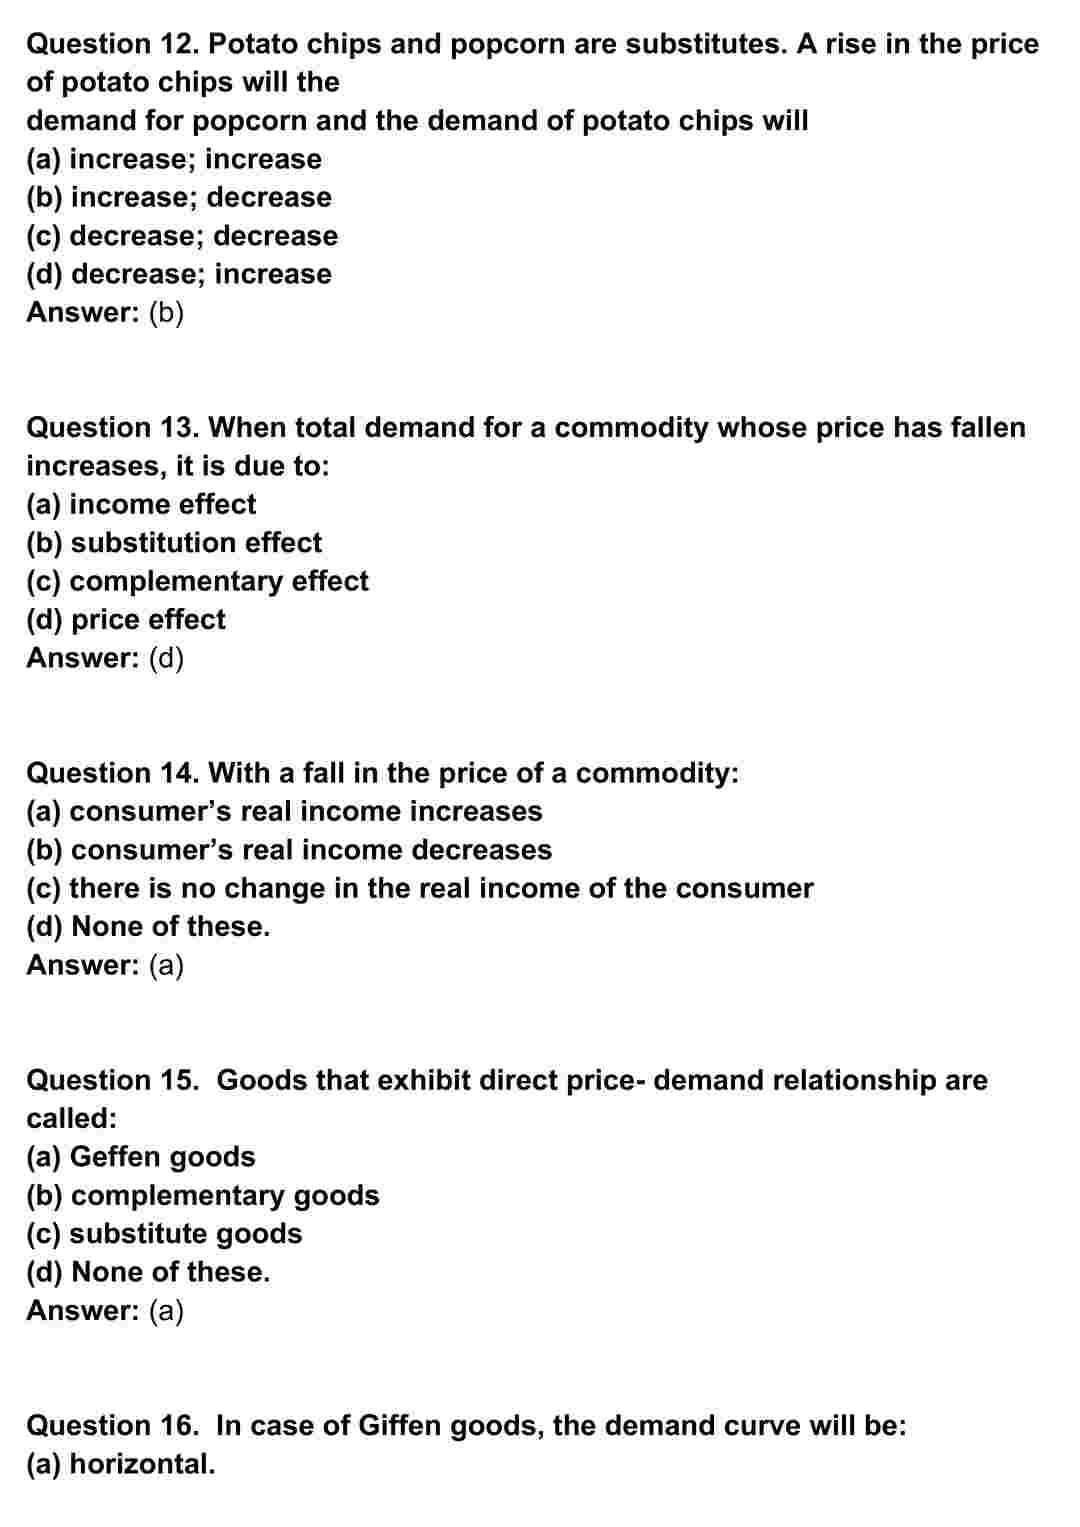 Question 12. Potato chips and popcorn are substitutes. A rise in the price
of potato chips will the
demand for popcorn and the demand of potato chips will
(a) increase; increase
(b) increase; decrease
(c) decrease; decrease
(d) decrease; increase
Answer: (b)
Question 13. When total demand for a commodity whose price has fallen
increases, it is due to:
(a) income effect
(b) substitution effect
(c) complementary effect
(d) price effect
Answer: (d)
Question 14. With a fall in the price of a commodity:
(a) consumer’s real income increases
(b) consumer’s real income decreases
(c) there is no change in the real income of the consumer
(d) None of these.
Answer: (a)
Question 15.  Goods that exhibit direct price- demand relationship are
called:
(a) Geffen goods
(b) complementary goods
(c) substitute goods
(d) None of these.
Answer: (a)
Question 16.  In case of Giffen goods, the demand curve will be:
(a) horizontal.